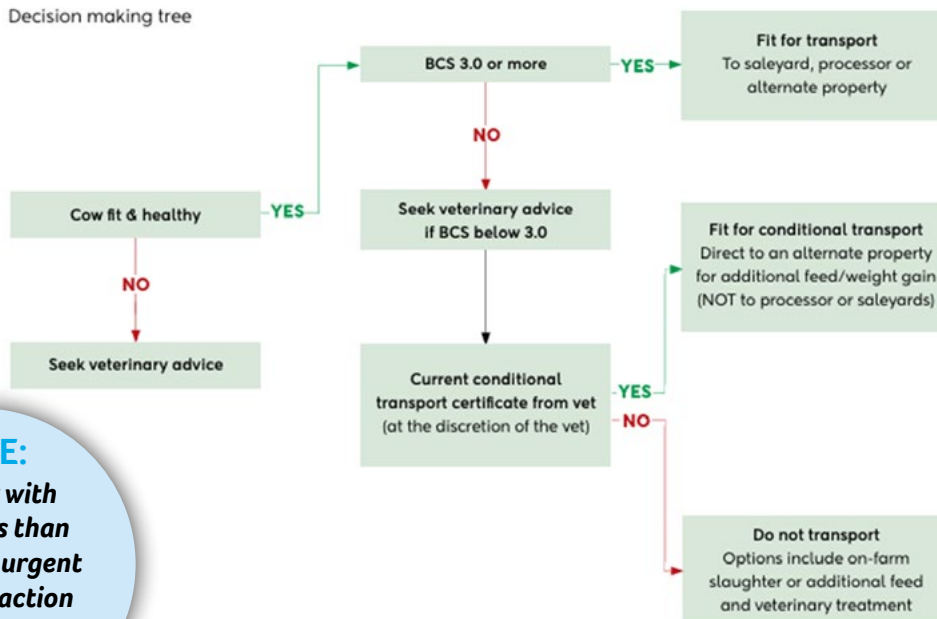 Decision making tree
BCS 3.0 or more
YES
Fit for transport
To saleyard, processor or
alternate property
NO
Cow fit & healthy
YES
Seek veterinary advice
if BCS below 3.0
Fit for conditional transport
Direct to an alternate property
for additional feed/weight gain
(NOT to processor or saleyards)
NO
Seek veterinary advice
Current conditional
transport certificate from vet
(at the discretion of the vet)
YES
NO
E:
with
than
urgent
action
Do not transport
Options include on-farm
slaughter or additional feed
and veterinary treatment